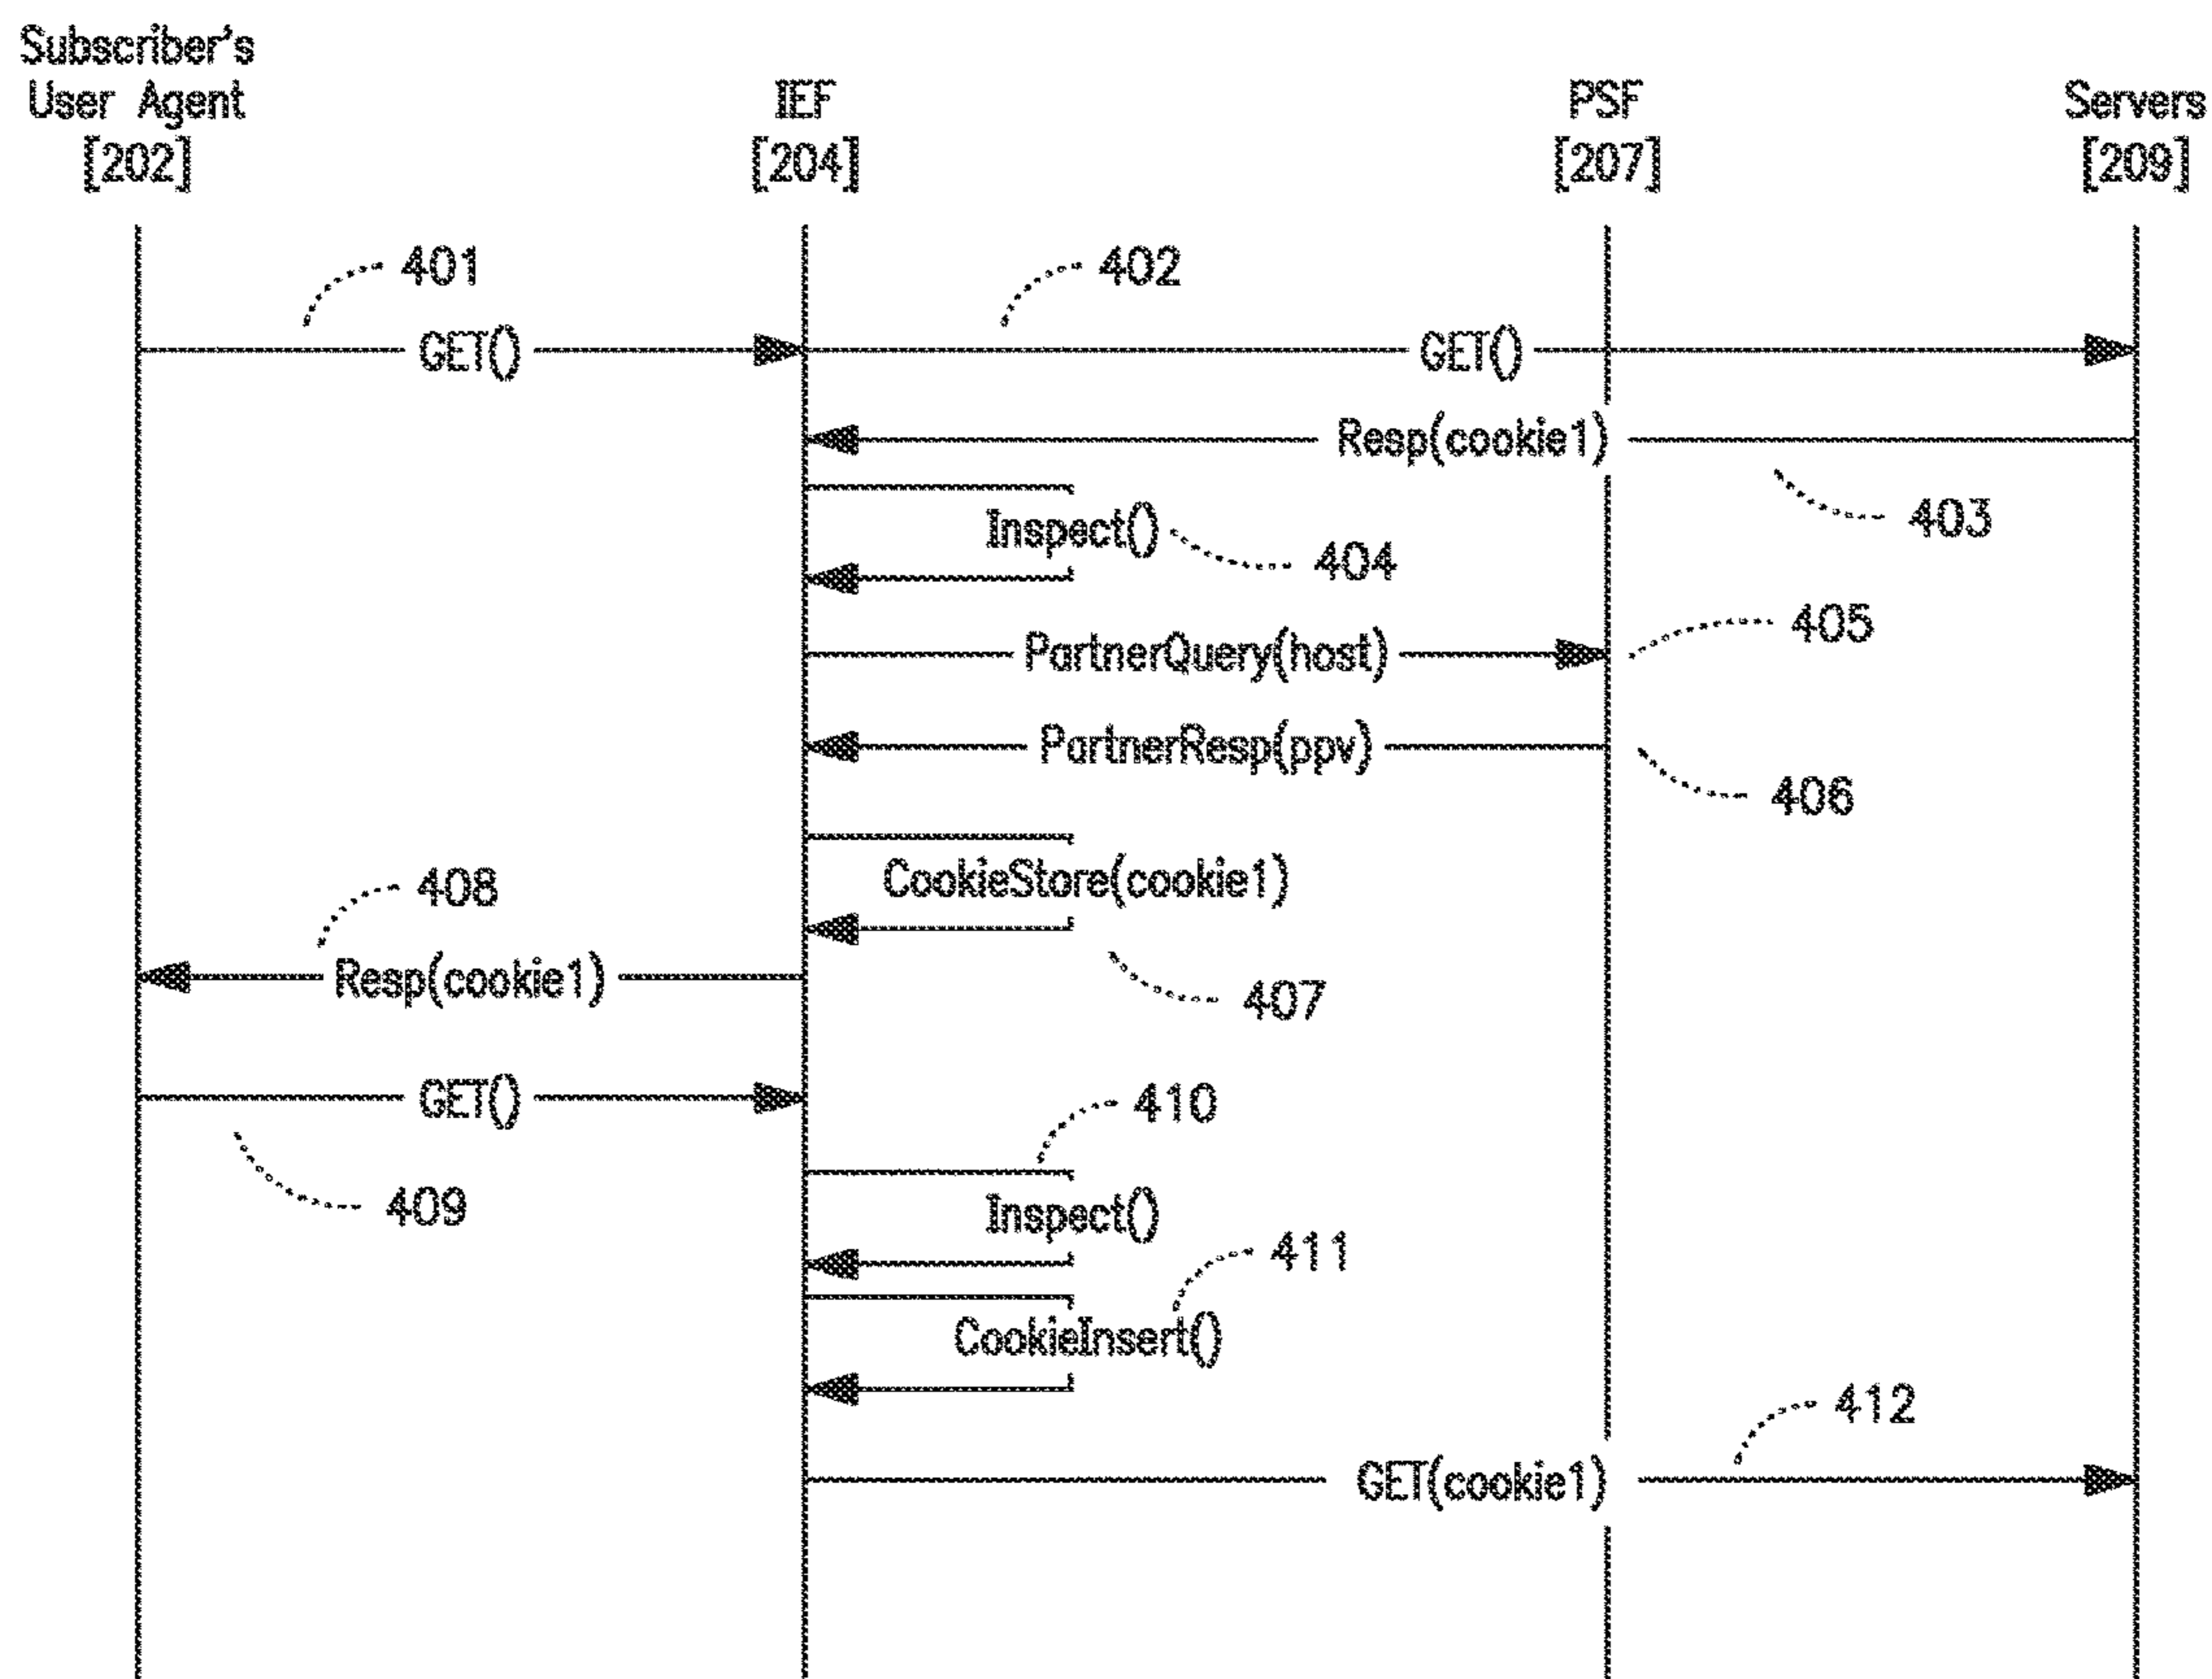 Subscriber's
User Agent
[202]
IEF
[204]
PSF
[207]
Servers
[209]
401
402
GET()
GET()
Resp(cookie1)
403
Inspect()
404
405
PartnerQuery(host)
PartnerResp(ppv)
406
CookieStore(cookie1)
408
Resp(cookie1)
407
GET()
410
409
Inspect()
411
CookieInsert()
412
GET(cookie1)